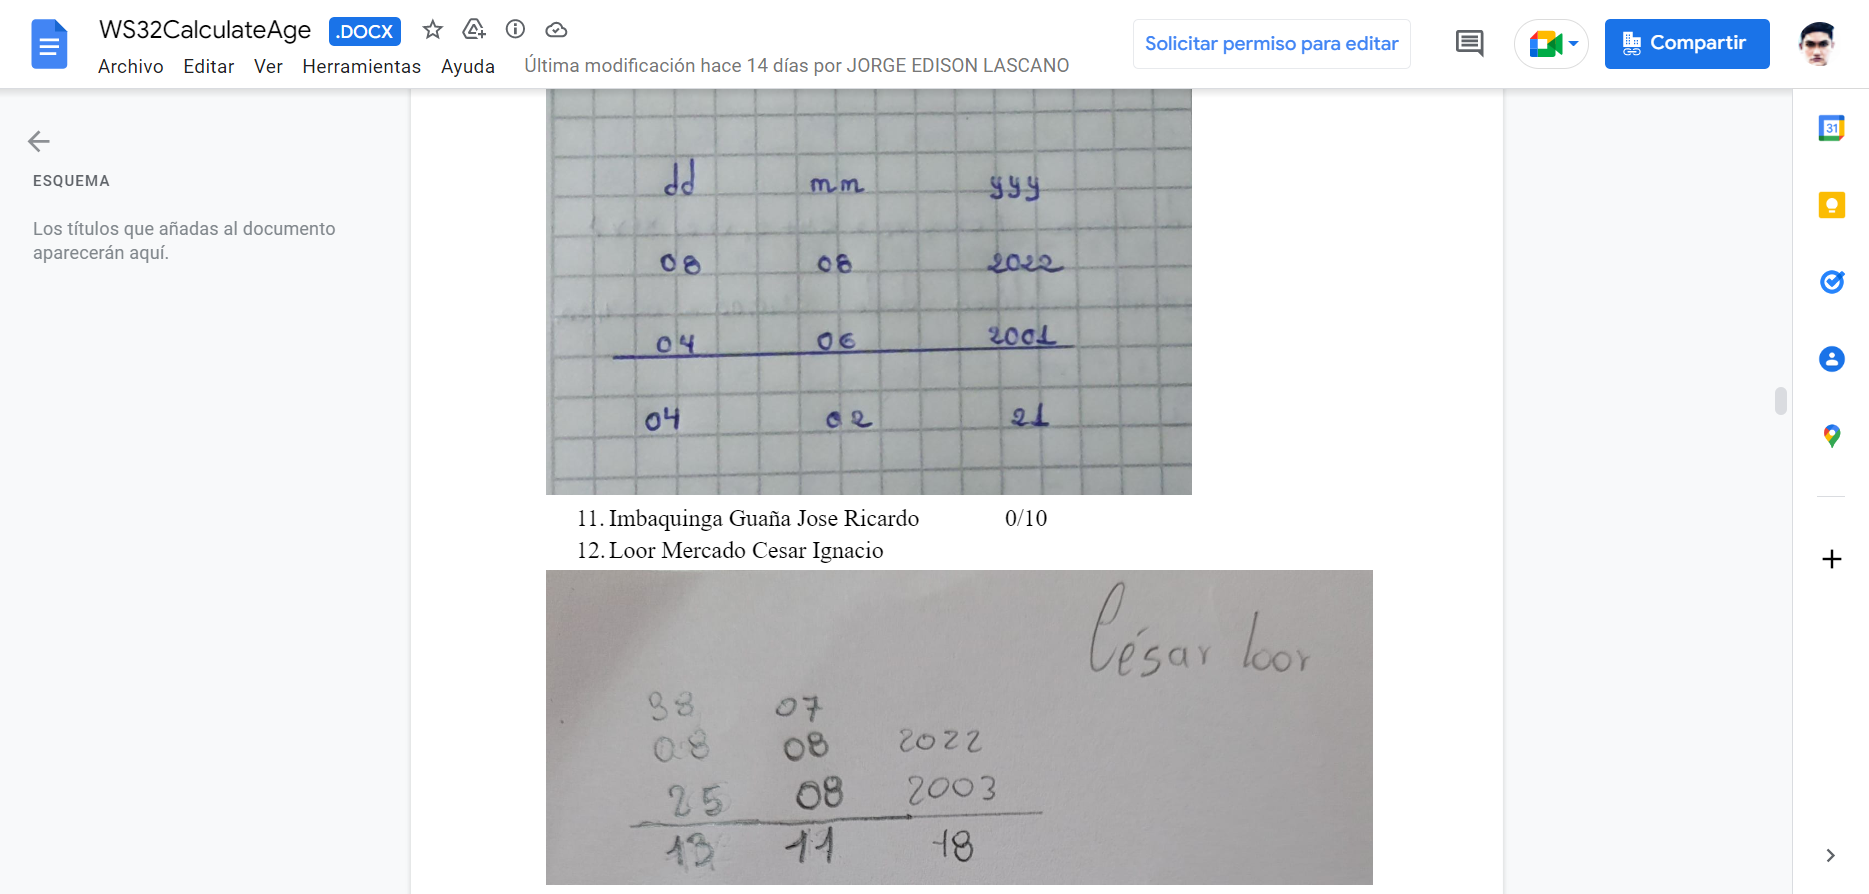 WS32CalculateAge .DOCX
Archivo Editar Ver Herramientas Ayuda Última modificación hace 14 días por JORGE EDISON LASCANO
Solicitar permiso para editar
Compartir
31
ESQUEMA
Los títulos que añadas al documento
aparecerán aquí.
dd mm yyy
08 08 2022
04 06 2001
04 02 21
11. Imbaquinga Guaña Jose Ricardo 0/10
12. Loor Mercado Cesar Ignacio
César loor
38 07
08 08 2022
25 08 2003
13 11 18